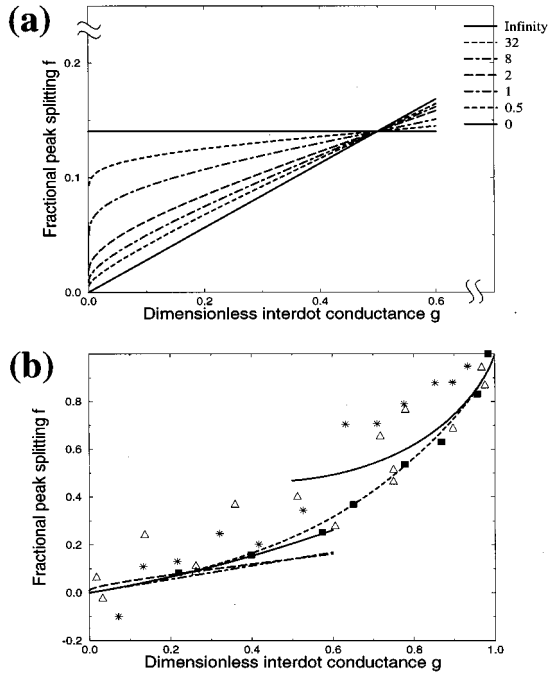 (a)
Fractional peak splitting f
0.2
0.1
0.0
0.0 0.2 0.4 0.6
Dimensionless interdot conductance g
Infinity
32
8
2
1
0.5
0
(b)
Fractional peak splitting f
0.8
0.6
0.4
0.2
0.0
-0.2
0.0 0.2 0.4 0.6 0.8 1.0
Dimensionless interdot conductance g